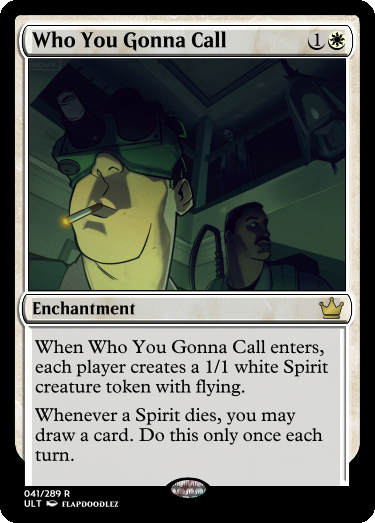 Who You Gonna Call 1
Enchantment
When Who You Gonna Call enters,
each player creates a 1/1 white Spirit
creature token with flying.
Whenever a Spirit dies, you may
draw a card. Do this only once each
turn.
041/289 R
ULT FLAPDOODLEZ